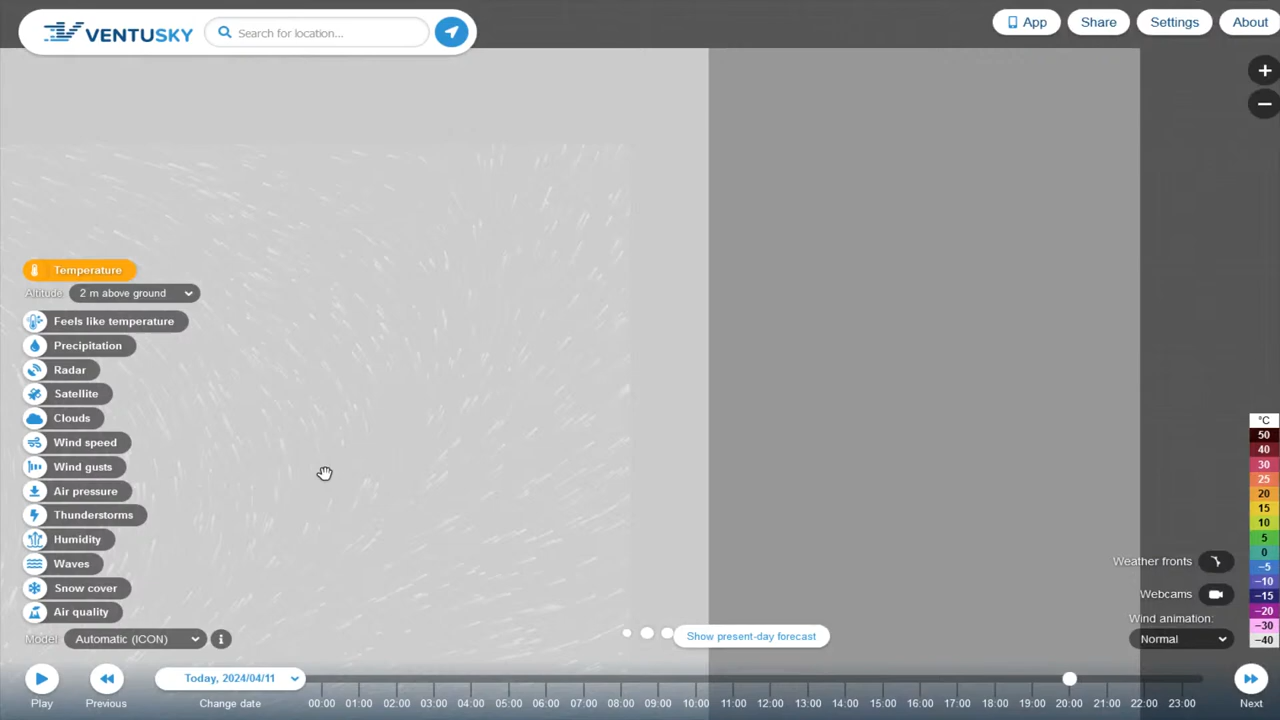 VENTUSKY
Search for location...
App
Share
Settings
About
+
−
Temperature
Altitude 2 m above ground
Feels like temperature
Precipitation
Radar
Satellite
Clouds
Wind speed
Wind gusts
Air pressure
Thunderstorms
Humidity
Waves
Snow cover
Air quality
Model: Automatic (ICON)
°C
50
40
30
25
20
15
10
5
0
−5
−10
−15
−20
−30
−40
Weather fronts
Webcams
Wind animation:
Normal
Show present-day forecast
Play
Previous
Today, 2024/04/11
Change date
00:00 01:00 02:00 03:00 04:00 05:00 06:00 07:00 08:00 09:00 10:00 11:00 12:00 13:00 14:00 15:00 16:00 17:00 18:00 19:00 20:00 21:00 22:00 23:00
Next